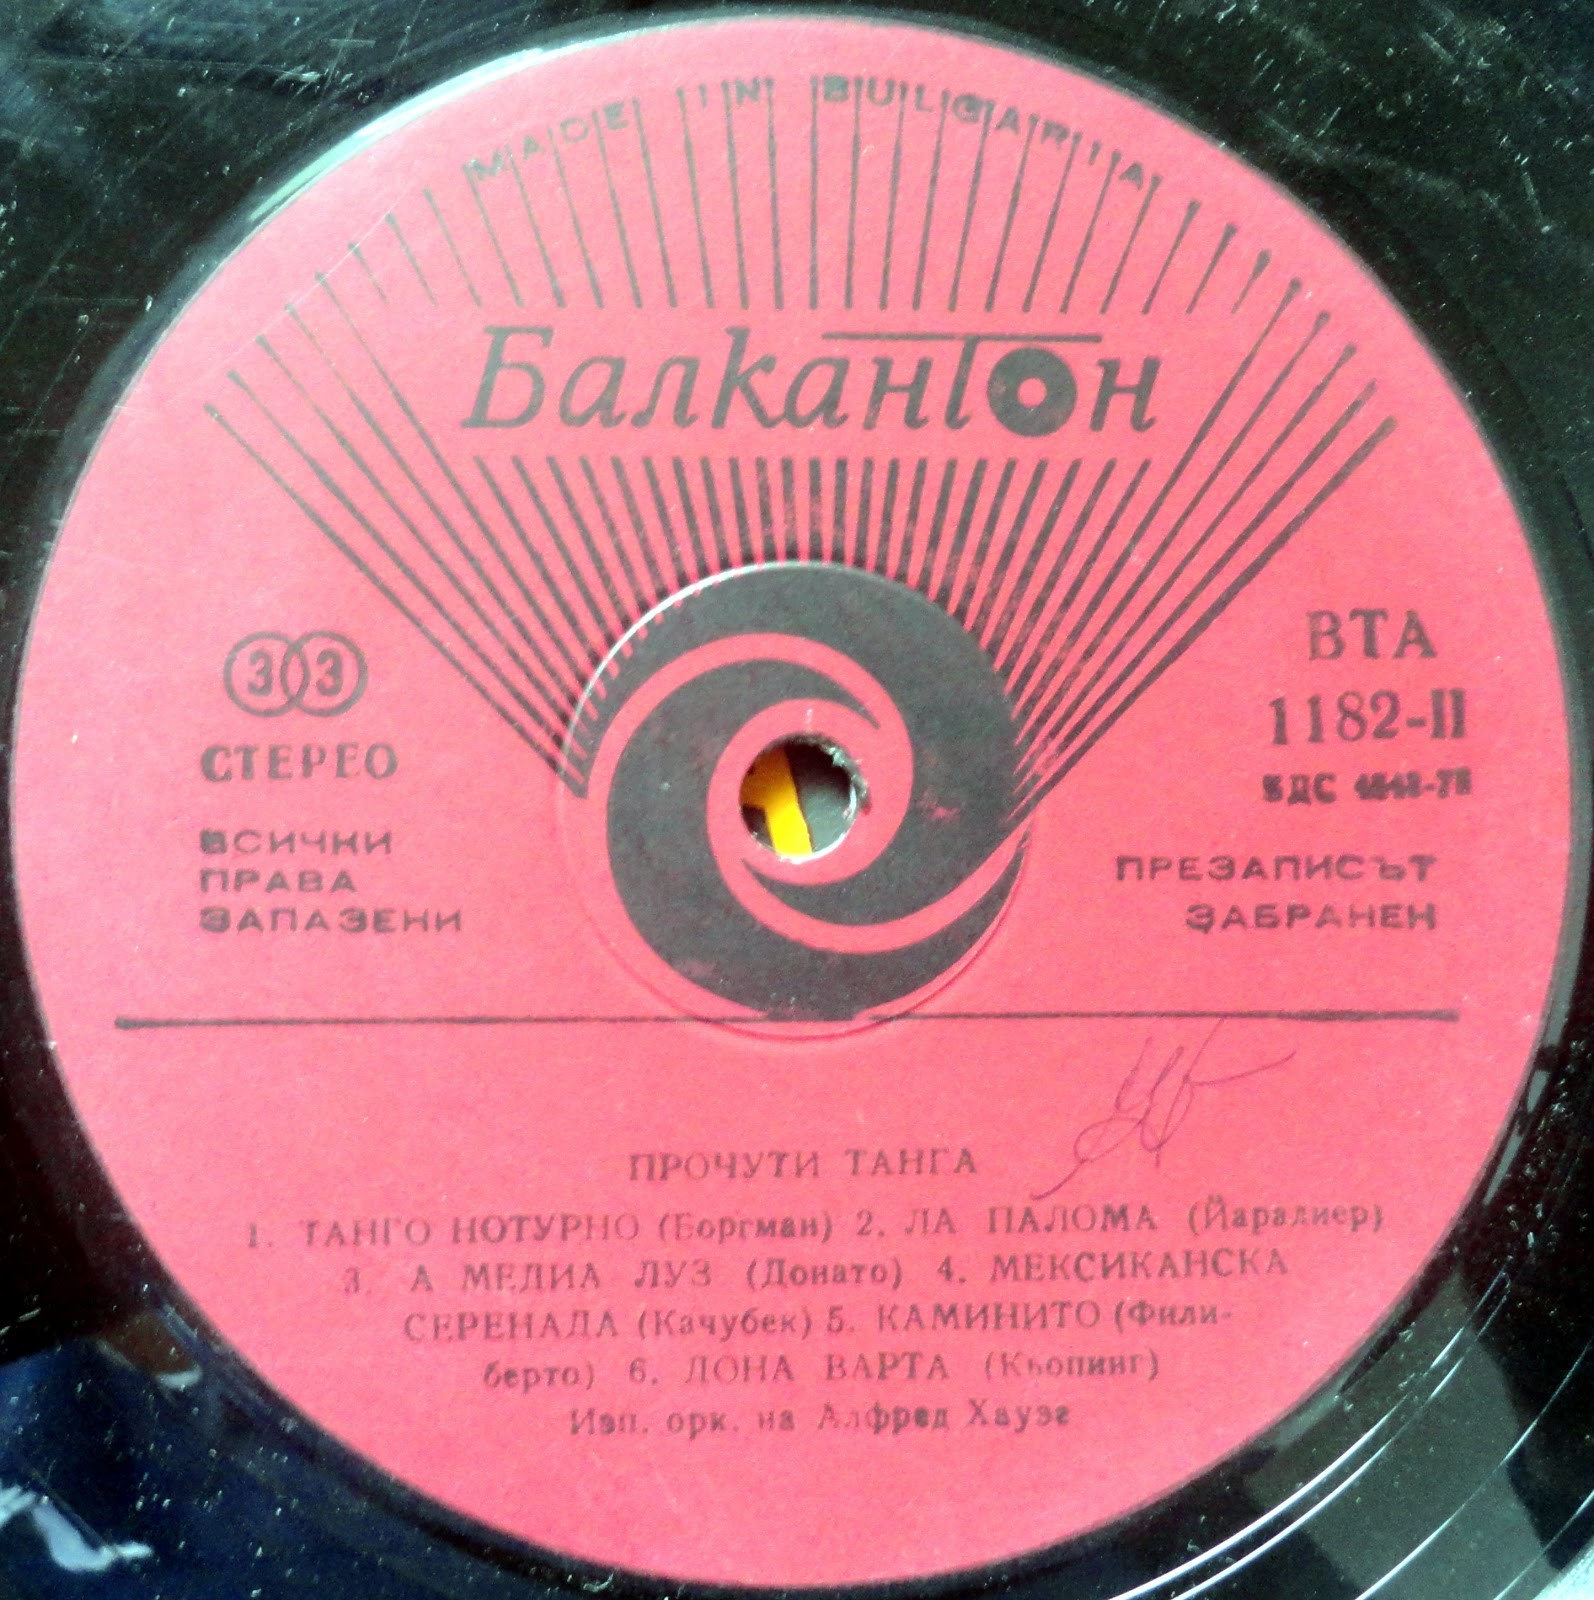 MADE IN BULGARIA
Балкантон
33
СТЕРЕО
ВСИЧКИ
ПРАВА
ЗАПАЗЕНИ
ВТА
1182-II
БДС
ПРЕЗАПИСЪТ
ЗАБРАНЕН
ПРОЧУТИ ТАНГА
1. ТАНГО НОТУРНО (Боргман) 2. ЛА ПАЛОМА (Йарадиер)
3. А МЕДИА ЛУЗ (Донато) 4. МЕКСИКАНСКА
СЕРЕНАДА (Качубек) 5. КАМИНИТО (Фили-
берто) 6. ДОНА ВАРТА (Кьопинг)
Изп. орк. на Алфред Хаузе